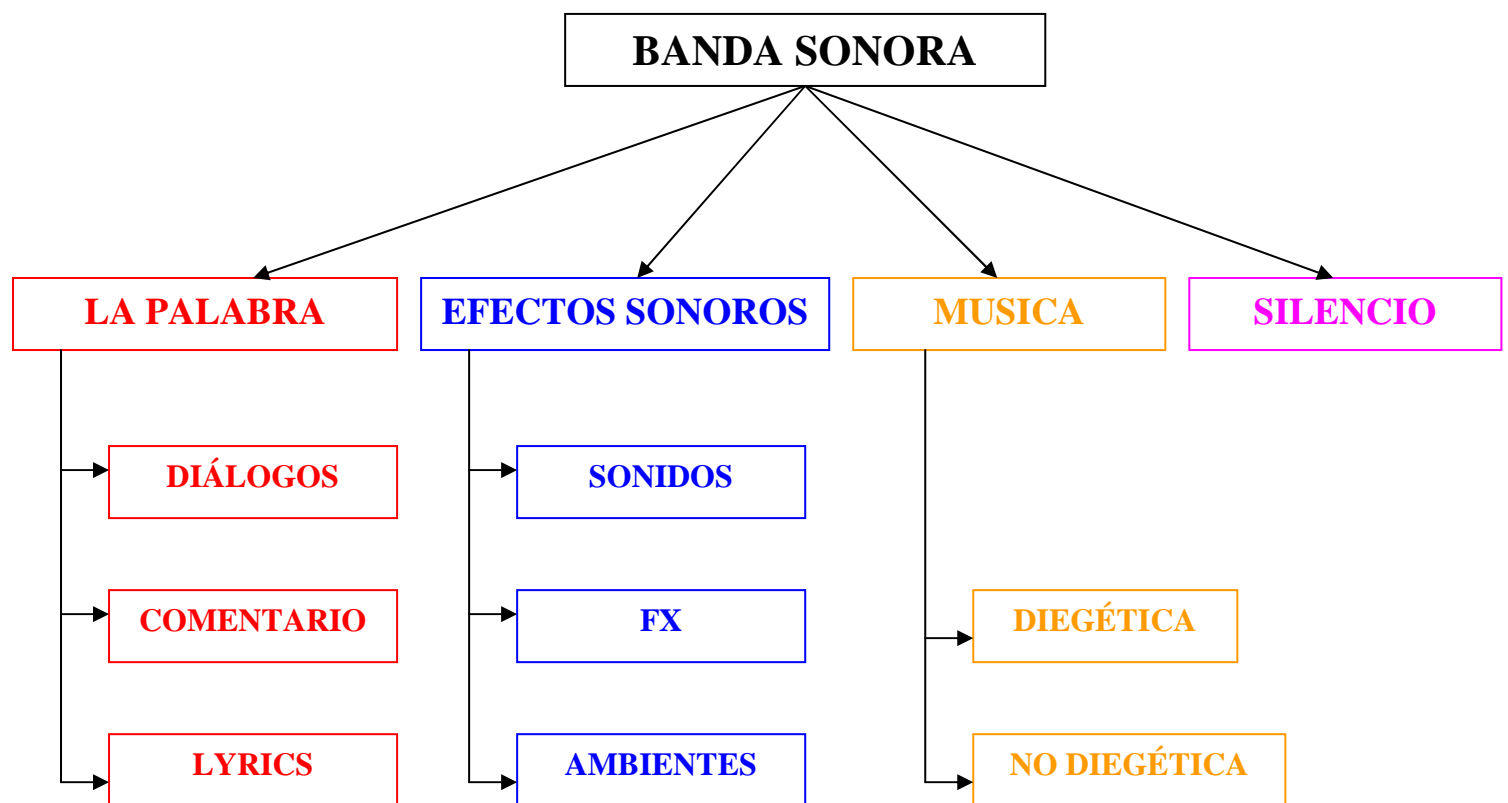 BANDA SONORA
LA PALABRA
EFECTOS SONOROS
MUSICA
SILENCIO
DIÁLOGOS
SONIDOS
COMENTARIO
FX
DIEGÉTICA
LYRICS
AMBIENTES
NO DIEGÉTICA